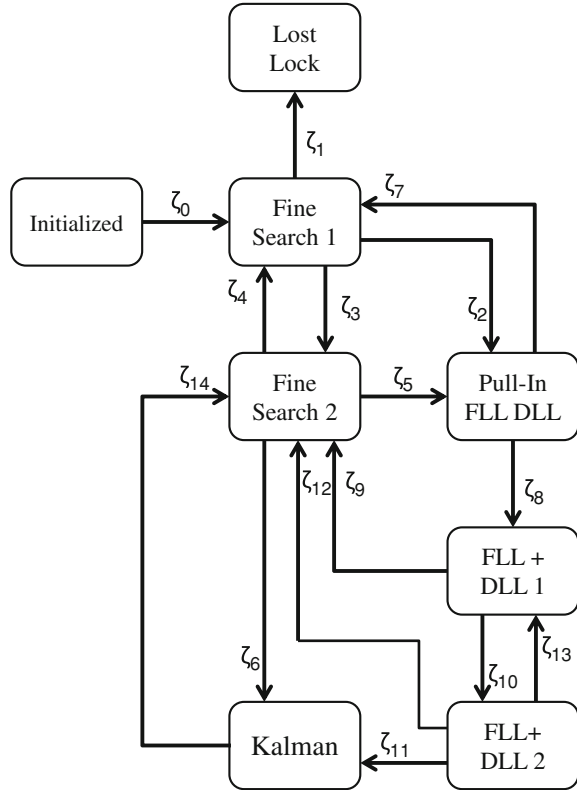 Lost
Lock
ζ1
ζ7
Initialized
ζ0
Fine
Search 1
ζ4
ζ3
ζ2
ζ14
Fine
Search 2
ζ5
Pull-In
FLL DLL
ζ12
ζ9
ζ8
FLL +
DLL 1
ζ6
ζ10
ζ13
Kalman
ζ11
FLL+
DLL 2